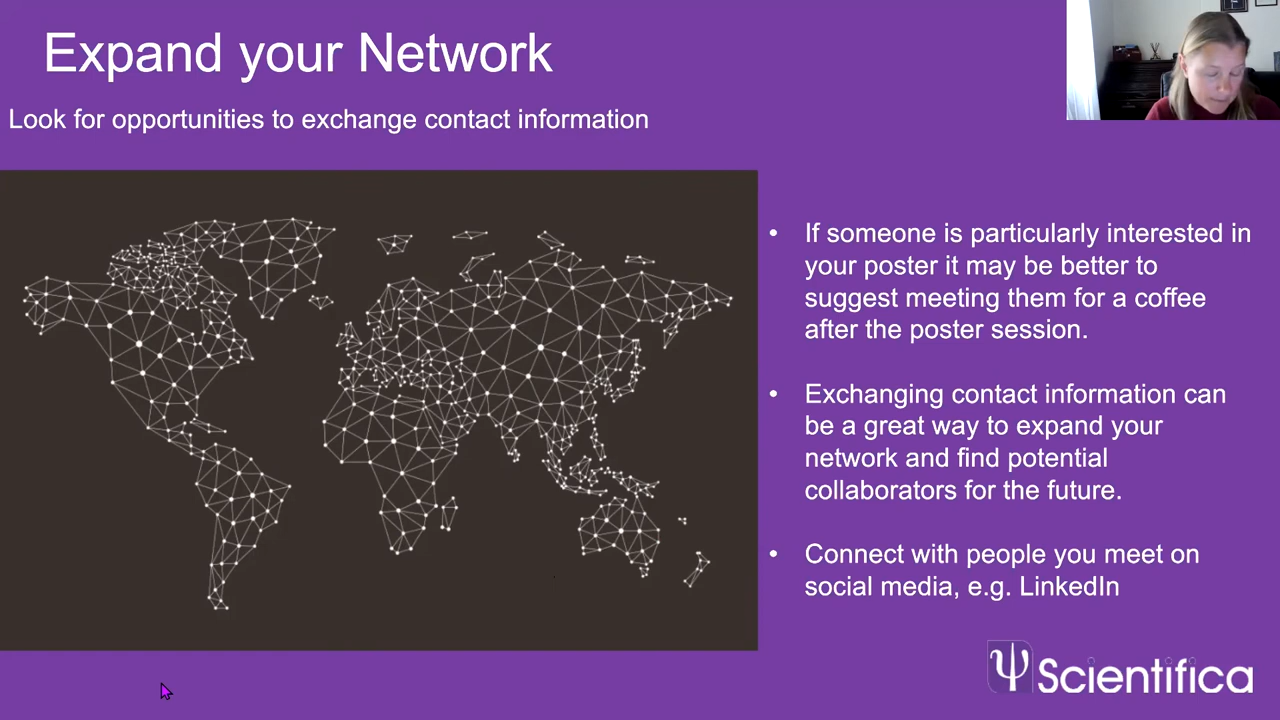 Expand your Network
Look for opportunities to exchange contact information
• If someone is particularly interested in
your poster it may be better to
suggest meeting them for a coffee
after the poster session.
• Exchanging contact information can
be a great way to expand your
network and find potential
collaborators for the future.
• Connect with people you meet on
social media, e.g. LinkedIn
Ψ Scientifica